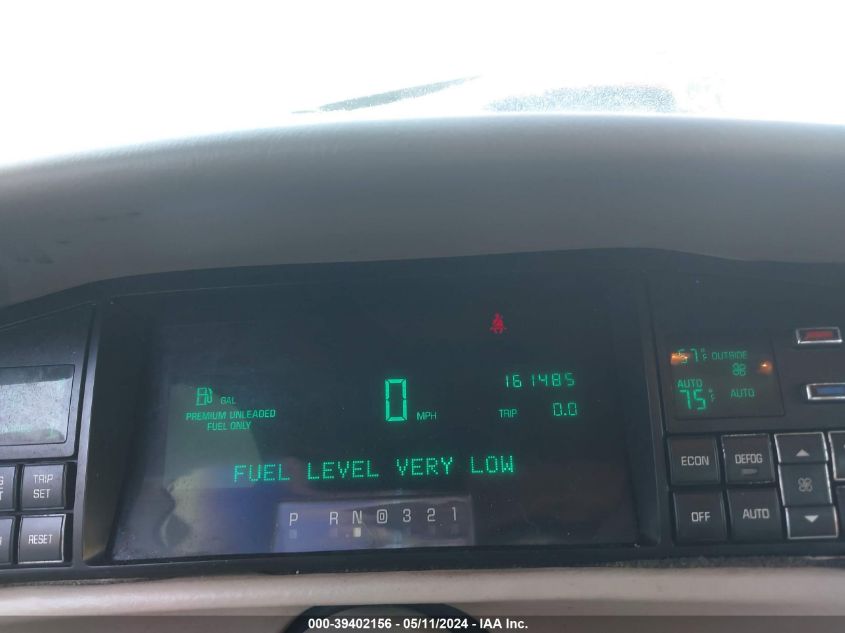 161485
67°F OUTSIDE
GAL
0 MPH
AUTO
75°F AUTO
PREMIUM UNLEADED
FUEL ONLY
TRIP 0.0
FUEL LEVEL VERY LOW
ECON DEFOG
TRIP
SET
P R N D 3 2 1
OFF AUTO
RESET
000-39402156 - 05/11/2024 - IAA Inc.